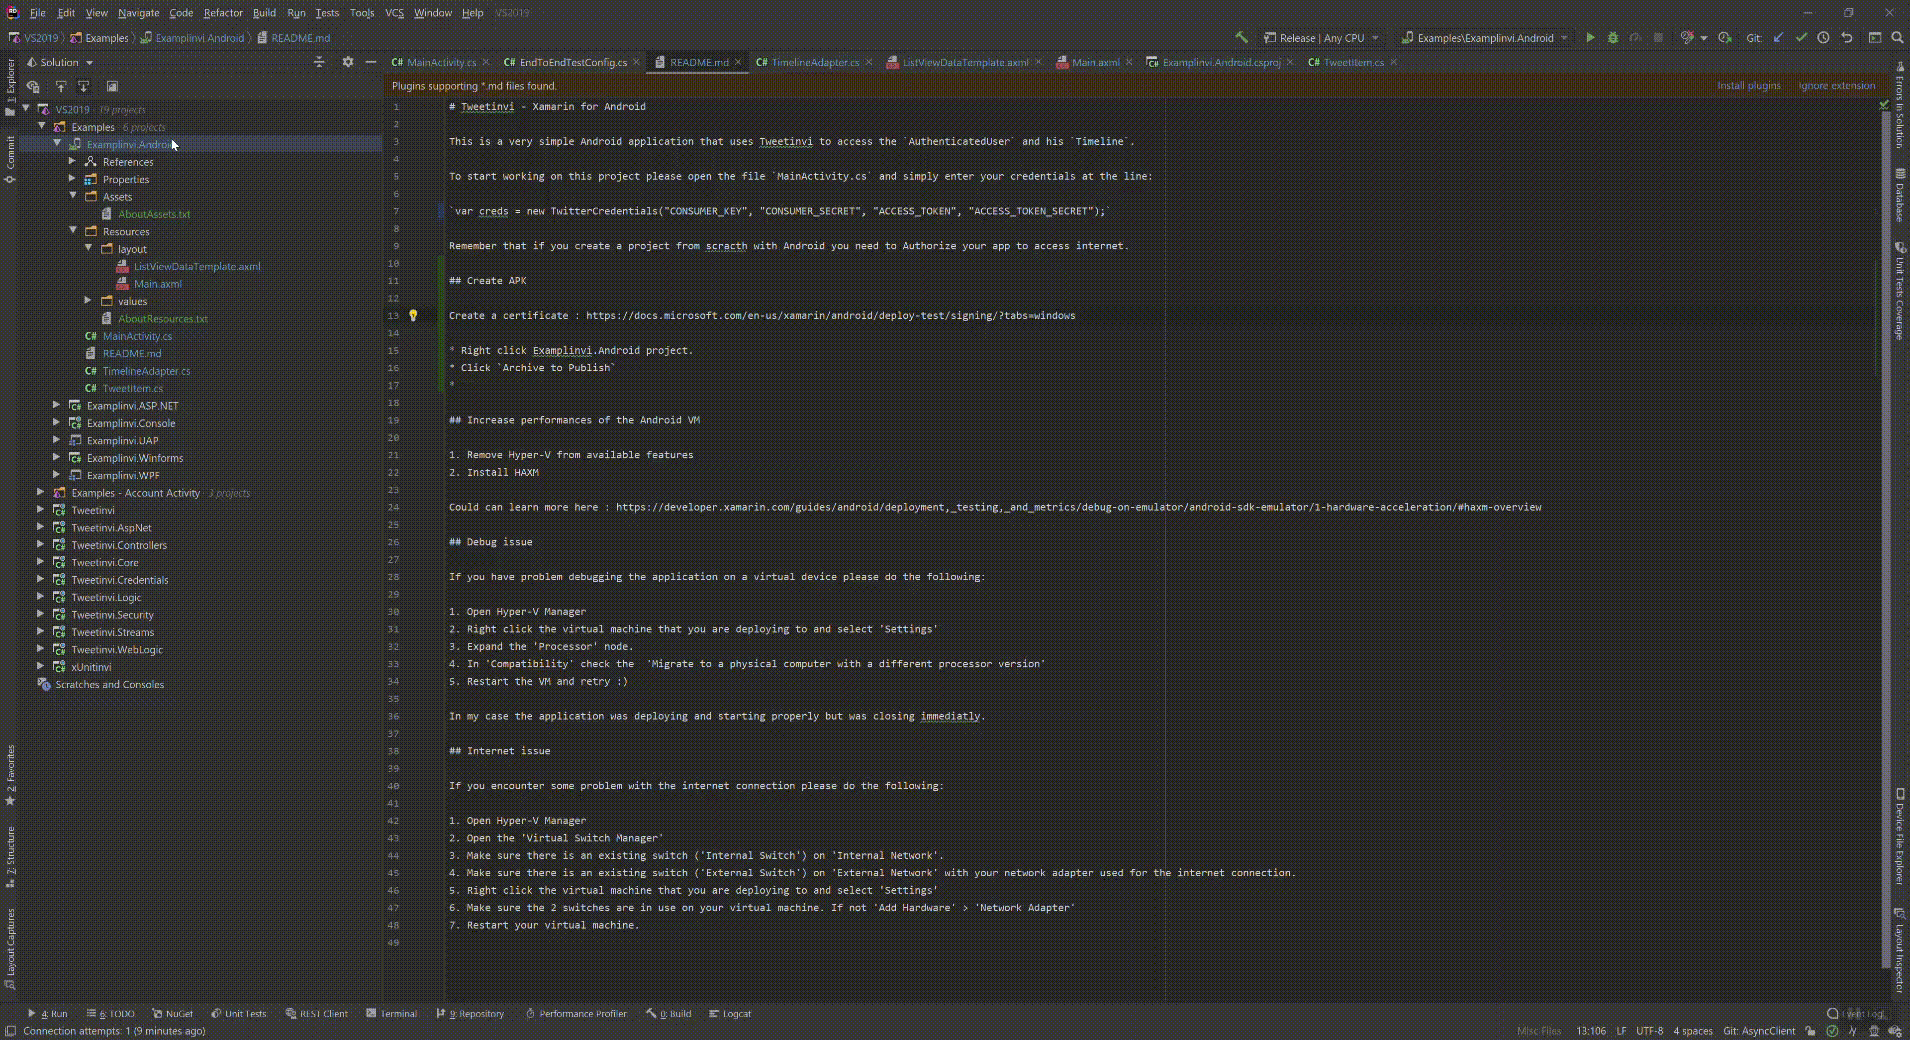 File Edit View Navigate Code Refactor Build Run Tests Tools VCS Window Help VS2019
VS2019 Examples Examplinvi.Android README.md
Release | Any CPU Examples\Examplinvi.Android Git:
Solution
MainActivity.cs EndToEndTestConfig.cs README.md TimelineAdapter.cs ListViewDataTemplate.axml Main.axml Examplinvi.Android.csproj TweetItem.cs
Plugins supporting *.md files found. Install plugins Ignore extension
1: Explorer
Commit
2: Favorites
Z: Structure
Layout Captures
VS2019 19 projects
Examples 6 projects
Examplinvi.Android
References
Properties
Assets
AboutAssets.txt
Resources
layout
ListViewDataTemplate.axml
Main.axml
values
AboutResources.txt
C# MainActivity.cs
README.md
C# TimelineAdapter.cs
C# TweetItem.cs
Examplinvi.ASP.NET
Examplinvi.Console
Examplinvi.UAP
Examplinvi.Winforms
Examplinvi.WPF
Examples - Account Activity 3 projects
Tweetinvi
Tweetinvi.AspNet
Tweetinvi.Controllers
Tweetinvi.Core
Tweetinvi.Credentials
Tweetinvi.Logic
Tweetinvi.Security
Tweetinvi.Streams
Tweetinvi.WebLogic
xUnitinvi
Scratches and Consoles
1 # Tweetinvi - Xamarin for Android
2
3 This is a very simple Android application that uses Tweetinvi to access the `AuthenticatedUser` and his `Timeline`.
4
5 To start working on this project please open the file `MainActivity.cs` and simply enter your credentials at the line:
6
7 `var creds = new TwitterCredentials("CONSUMER_KEY", "CONSUMER_SECRET", "ACCESS_TOKEN", "ACCESS_TOKEN_SECRET");`
8
9 Remember that if you create a project from scracth with Android you need to Authorize your app to access internet.
10
11 ## Create APK
12
13 Create a certificate : https://docs.microsoft.com/en-us/xamarin/android/deploy-test/signing/?tabs=windows
14
15 * Right click Examplinvi.Android project.
16 * Click `Archive to Publish`
17 *
18
19 ## Increase performances of the Android VM
20
21 1. Remove Hyper-V from available features
22 2. Install HAXM
23
24 Could can learn more here : https://developer.xamarin.com/guides/android/deployment,_testing,_and_metrics/debug-on-emulator/android-sdk-emulator/1-hardware-acceleration/#haxm-overview
25
26 ## Debug issue
27
28 If you have problem debugging the application on a virtual device please do the following:
29
30 1. Open Hyper-V Manager
31 2. Right click the virtual machine that you are deploying to and select 'Settings'
32 3. Expand the 'Processor' node.
33 4. In 'Compatibility' check the  'Migrate to a physical computer with a different processor version'
34 5. Restart the VM and retry :)
35
36 In my case the application was deploying and starting properly but was closing immediatly.
37
38 ## Internet issue
39
40 If you encounter some problem with the internet connection please do the following:
41
42 1. Open Hyper-V Manager
43 2. Open the 'Virtual Switch Manager'
44 3. Make sure there is an existing switch ('Internal Switch') on 'Internal Network'.
45 4. Make sure there is an existing switch ('External Switch') on 'External Network' with your network adapter used for the internet connection.
46 5. Right click the virtual machine that you are deploying to and select 'Settings'
47 6. Make sure the 2 switches are in use on your virtual machine. If not 'Add Hardware' > 'Network Adapter'
48 7. Restart your virtual machine.
49
Errors In Solution
Database
Unit Tests Coverage
Device File Explorer
Layout Inspector
4: Run 6: TODO NuGet Unit Tests REST Client Terminal 9: Repository Performance Profiler 0: Build Logcat Event Log
Connection attempts: 1 (9 minutes ago) Misc Files 13:106 LF UTF-8 4 spaces Git: AsyncClient